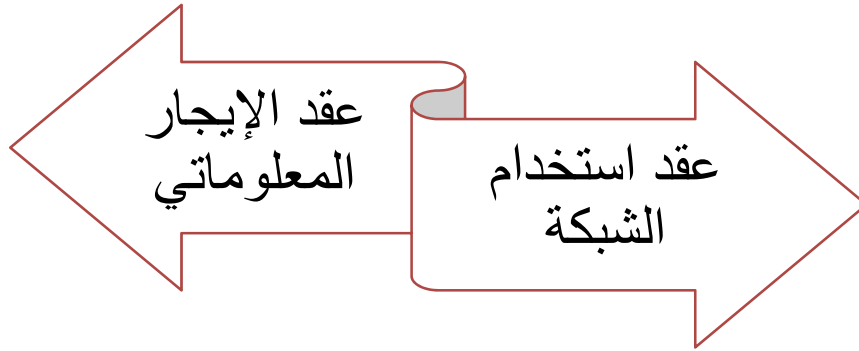 عقد استخدام
الشبكة
عقد الإيجار
المعلوماتي